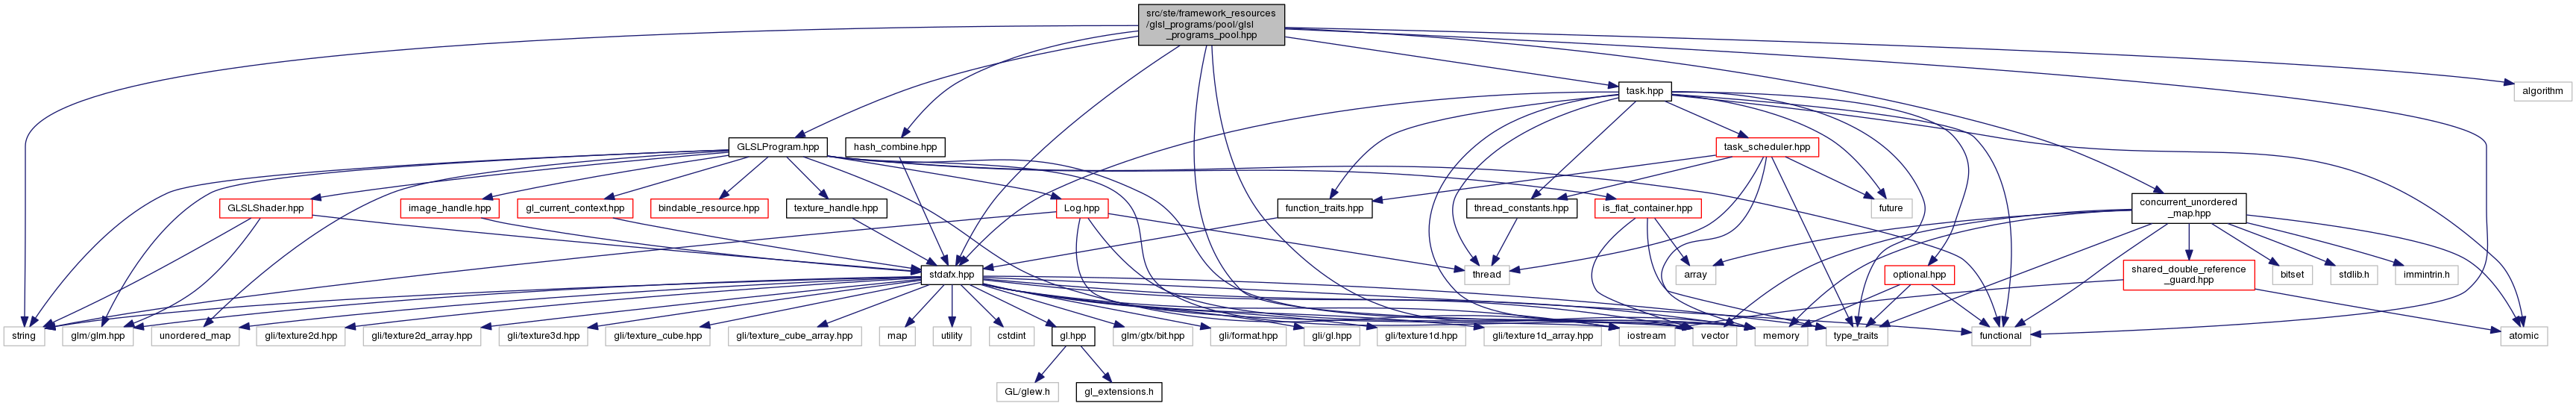 src/ste/framework_resources
/glsl_programs/pool/glsl
_programs_pool.hpp
task.hpp
algorithm
GLSLProgram.hpp
hash_combine.hpp
task_scheduler.hpp
GLSLShader.hpp
image_handle.hpp
gl_current_context.hpp
bindable_resource.hpp
texture_handle.hpp
Log.hpp
function_traits.hpp
thread_constants.hpp
is_flat_container.hpp
future
concurrent_unordered
_map.hpp
stdafx.hpp
thread
array
optional.hpp
shared_double_reference
_guard.hpp
bitset
stdlib.h
immintrin.h
string
glm/glm.hpp
unordered_map
gli/texture2d.hpp
gli/texture2d_array.hpp
gli/texture3d.hpp
gli/texture_cube.hpp
gli/texture_cube_array.hpp
map
utility
cstdint
gl.hpp
glm/gtx/bit.hpp
gli/format.hpp
gli/gl.hpp
gli/texture1d.hpp
gli/texture1d_array.hpp
iostream
vector
memory
type_traits
functional
atomic
GL/glew.h
gl_extensions.h